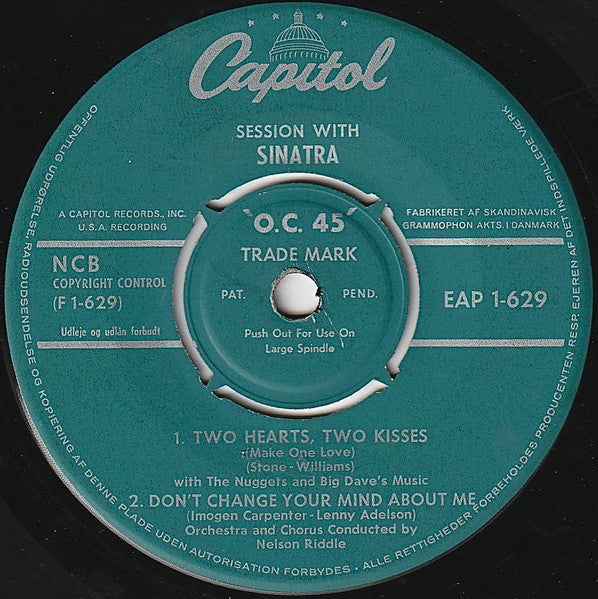 Capitol
SESSION WITH
SINATRA
A CAPITOL RECORDS, INC.
U.S.A. RECORDING
FABRIKERET AF SKANDINAVISK
GRAMMOPHON AKTS. I DANMARK
'O.C. 45'
TRADE MARK
PAT. PEND.
Push Out For Use On
Large Spindle
NCB
COPYRIGHT CONTROL
(F 1-629)
Udleje og udlån forbudt
EAP 1-629
1. TWO HEARTS, TWO KISSES
(Make One Love)
(Stone - Williams)
with The Nuggets and Big Dave's Music
2. DON'T CHANGE YOUR MIND ABOUT ME
(Imogen Carpenter - Lenny Adelson)
Orchestra and Chorus Conducted by
Nelson Riddle
OFFENTLIG UDFØRELSE, RADIOUDSENDELSE OG KOPIERING AF DENNE PLADE UDEN AUTORISATION FORBYDES - ALLE RETTIGHEDER FORBEHOLDES PRODUCENTEN RESP. EJEREN AF DET INDSPILLEDE VÆRK